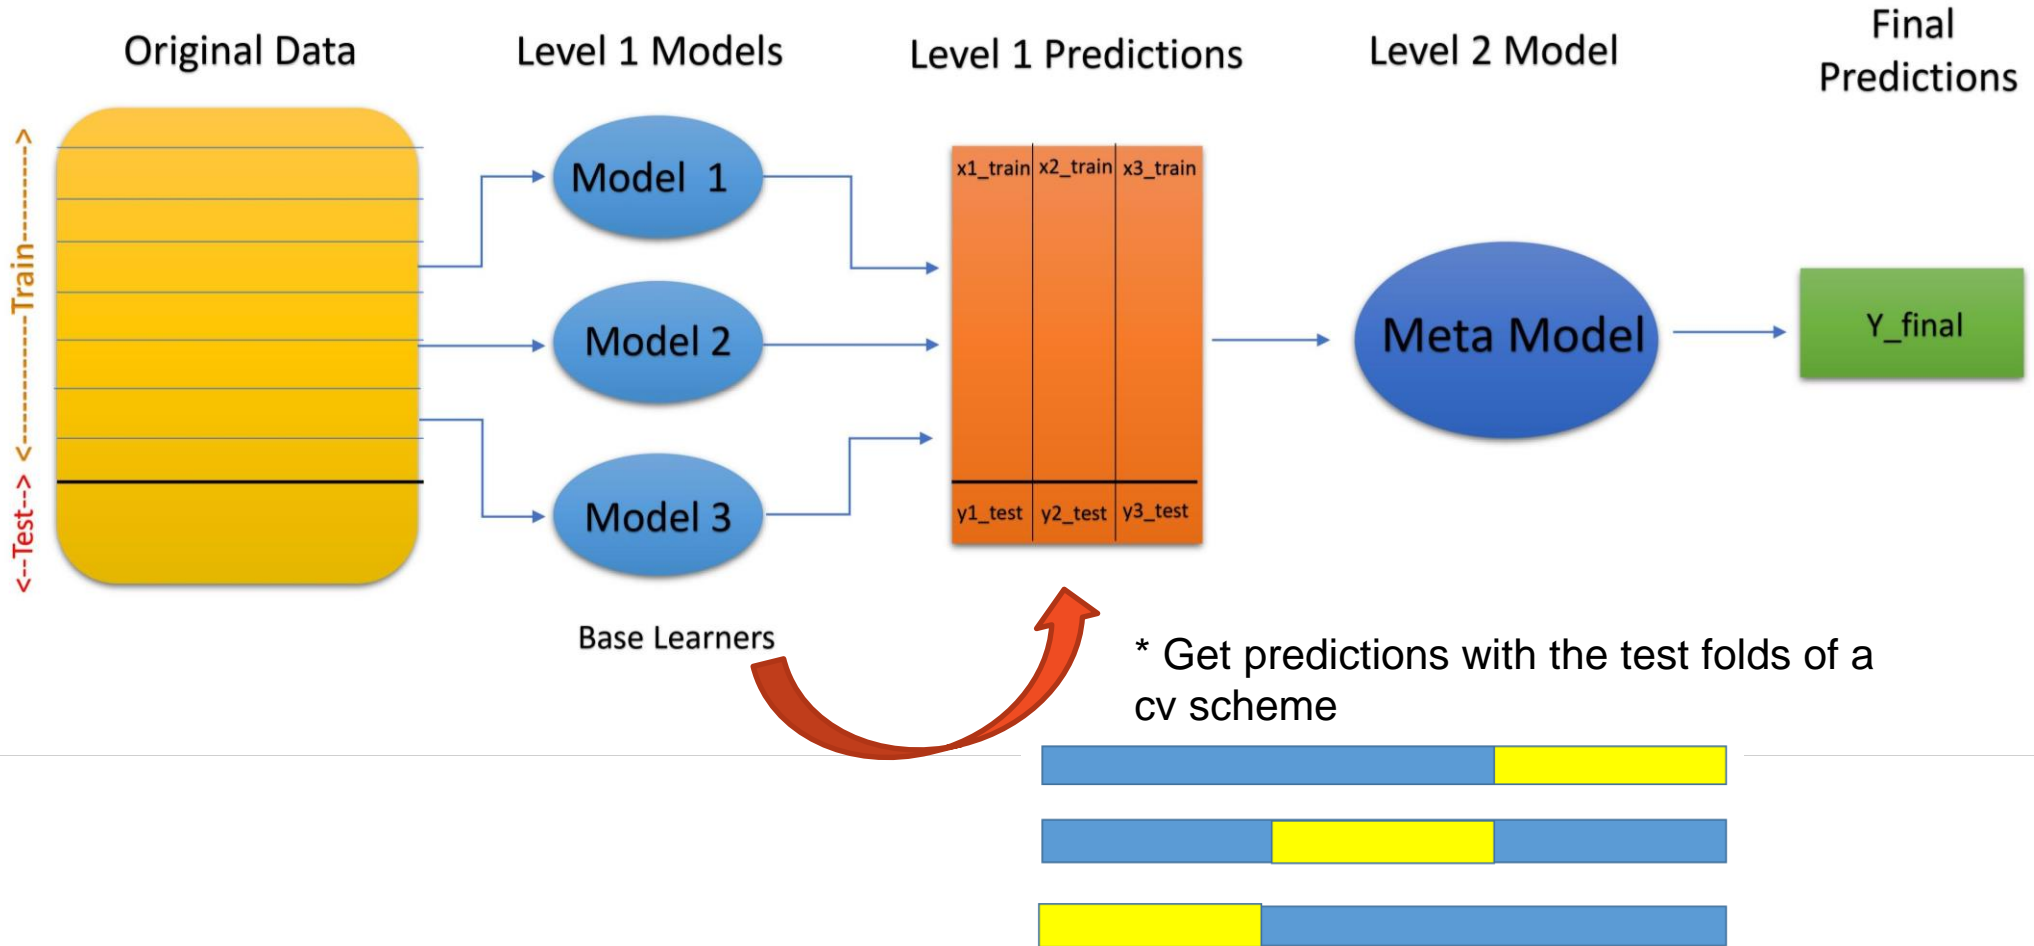 Original Data
Level 1 Models
Level 1 Predictions
Level 2 Model
Final
Predictions
<-----------Train--------->
<--Test-->
Model 1
Model 2
Model 3
Base Learners
x1_train x2_train x3_train
y1_test y2_test y3_test
Meta Model
Y_final
* Get predictions with the test folds of a
cv scheme